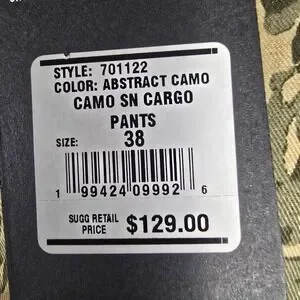 STYLE: 701122
COLOR: ABSTRACT CAMO
CAMO SN CARGO
PANTS
SIZE: 38
1 99424 09992 6
SUGG RETAIL
PRICE $129.00